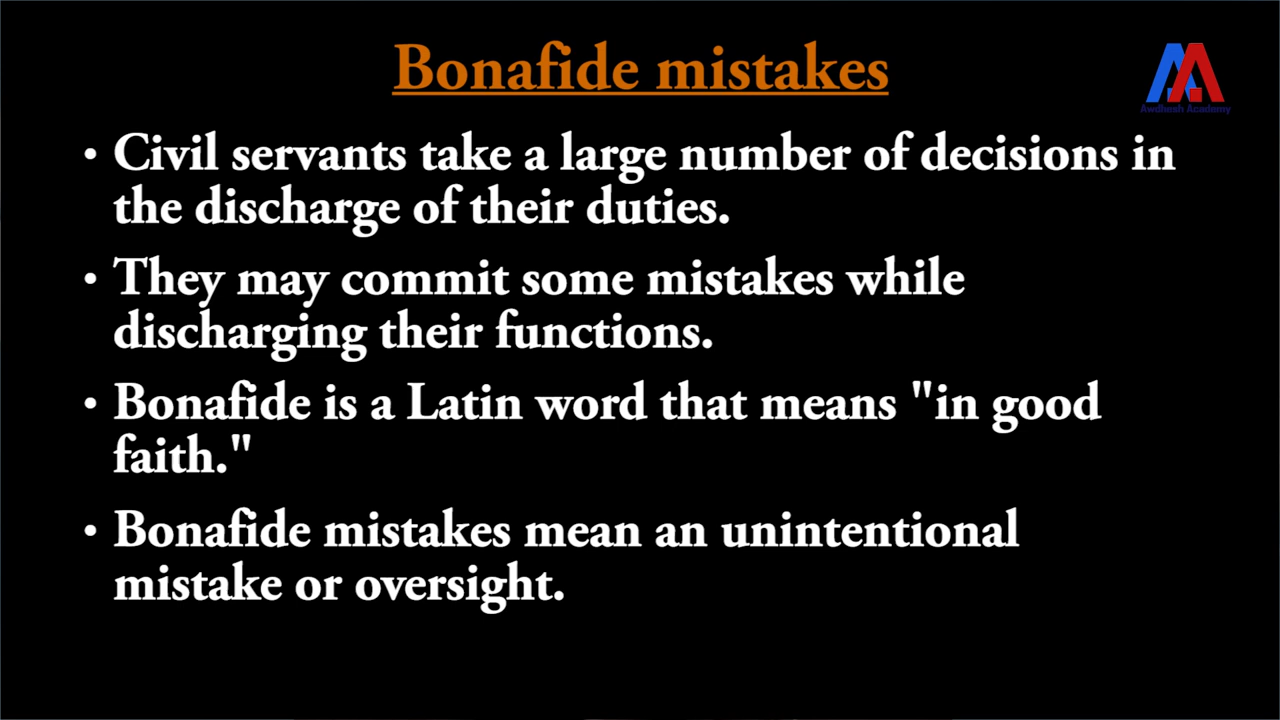 Bonafide mistakes
Awdhesh Academy
• Civil servants take a large number of decisions in
the discharge of their duties.
• They may commit some mistakes while
discharging their functions.
• Bonafide is a Latin word that means "in good
faith."
• Bonafide mistakes mean an unintentional
mistake or oversight.